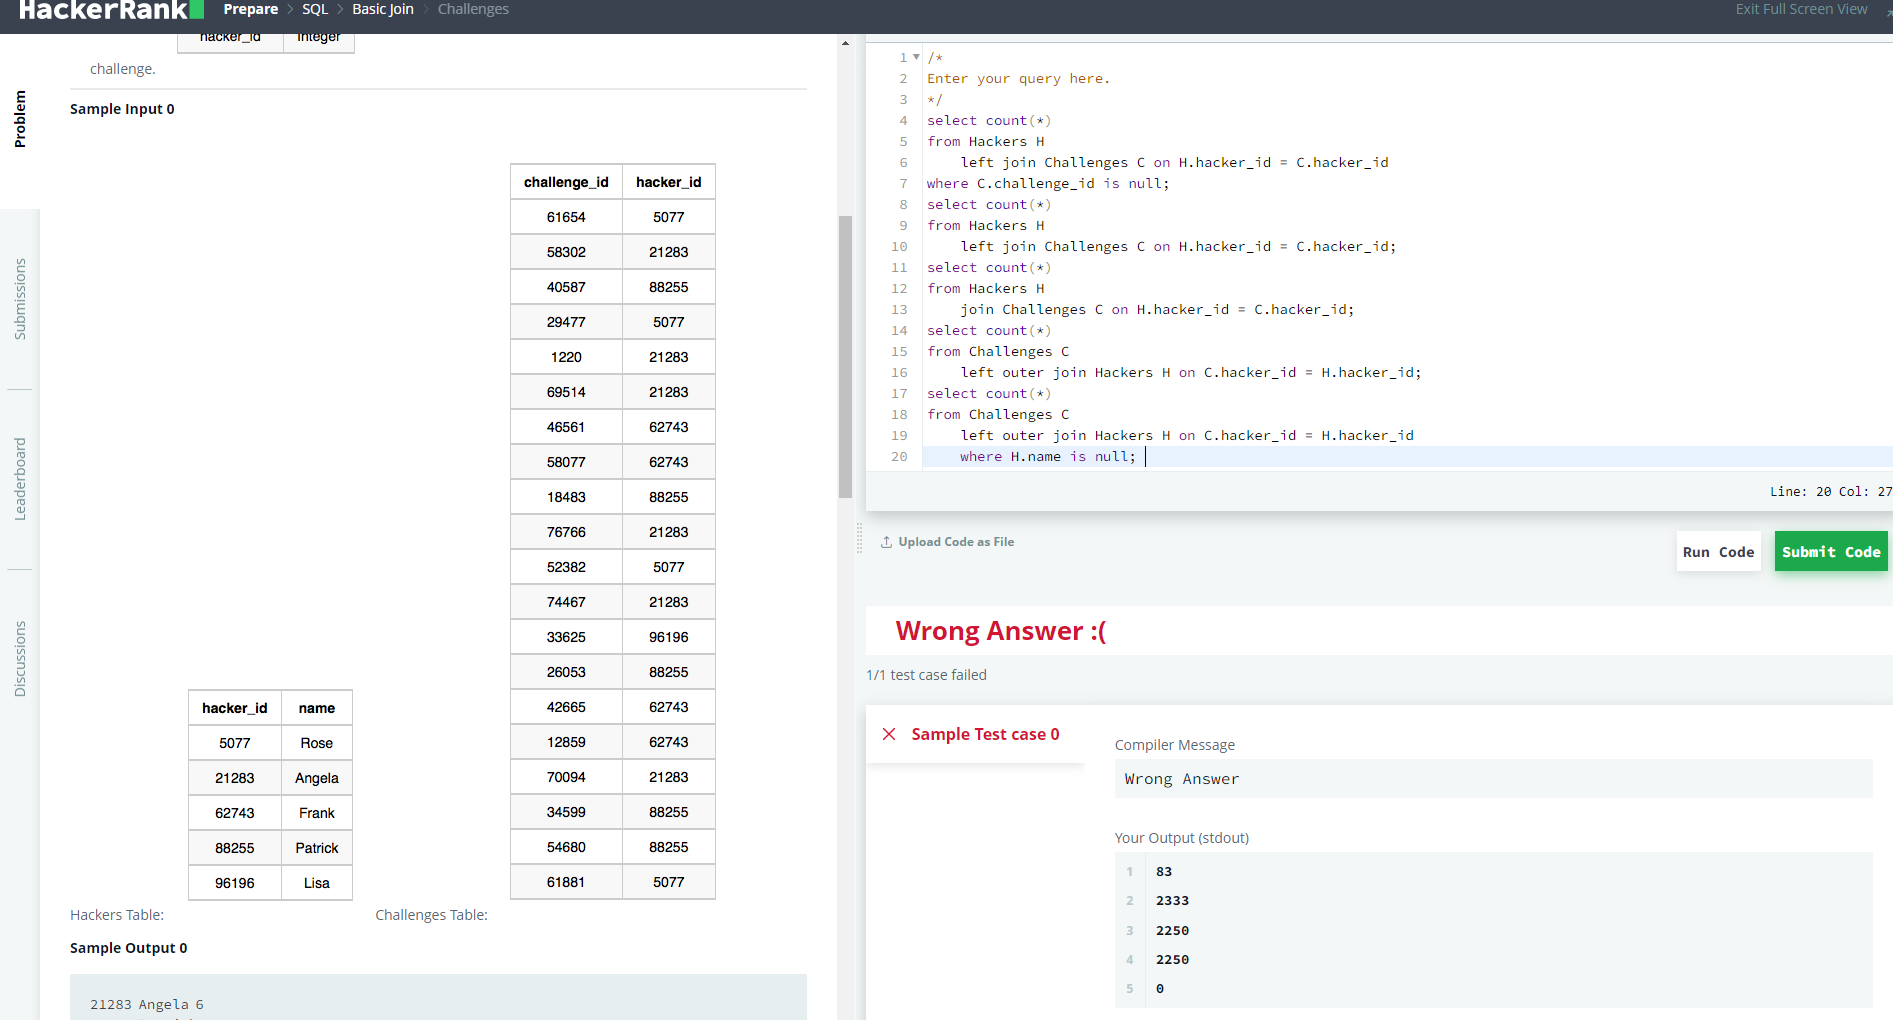 HackerRank
Prepare > SQL > Basic Join > Challenges
Exit Full Screen View
Problem
Submissions
Leaderboard
Discussions
hacker_id Integer
challenge.
Sample Input 0
hacker_id name
5077 Rose
21283 Angela
62743 Frank
88255 Patrick
96196 Lisa
Hackers Table:
challenge_id hacker_id
61654 5077
58302 21283
40587 88255
29477 5077
1220 21283
69514 21283
46561 62743
58077 62743
18483 88255
76766 21283
52382 5077
74467 21283
33625 96196
26053 88255
42665 62743
12859 62743
70094 21283
34599 88255
54680 88255
61881 5077
Challenges Table:
Sample Output 0
21283 Angela 6
1 /*
2 Enter your query here.
3 */
4 select count(*)
5 from Hackers H
6 left join Challenges C on H.hacker_id = C.hacker_id
7 where C.challenge_id is null;
8 select count(*)
9 from Hackers H
10 left join Challenges C on H.hacker_id = C.hacker_id;
11 select count(*)
12 from Hackers H
13 join Challenges C on H.hacker_id = C.hacker_id;
14 select count(*)
15 from Challenges C
16 left outer join Hackers H on C.hacker_id = H.hacker_id;
17 select count(*)
18 from Challenges C
19 left outer join Hackers H on C.hacker_id = H.hacker_id
20 where H.name is null;
Line: 20 Col: 27
Upload Code as File
Run Code
Submit Code
Wrong Answer :(
1/1 test case failed
Sample Test case 0
Compiler Message
Wrong Answer
Your Output (stdout)
1 83
2 2333
3 2250
4 2250
5 0